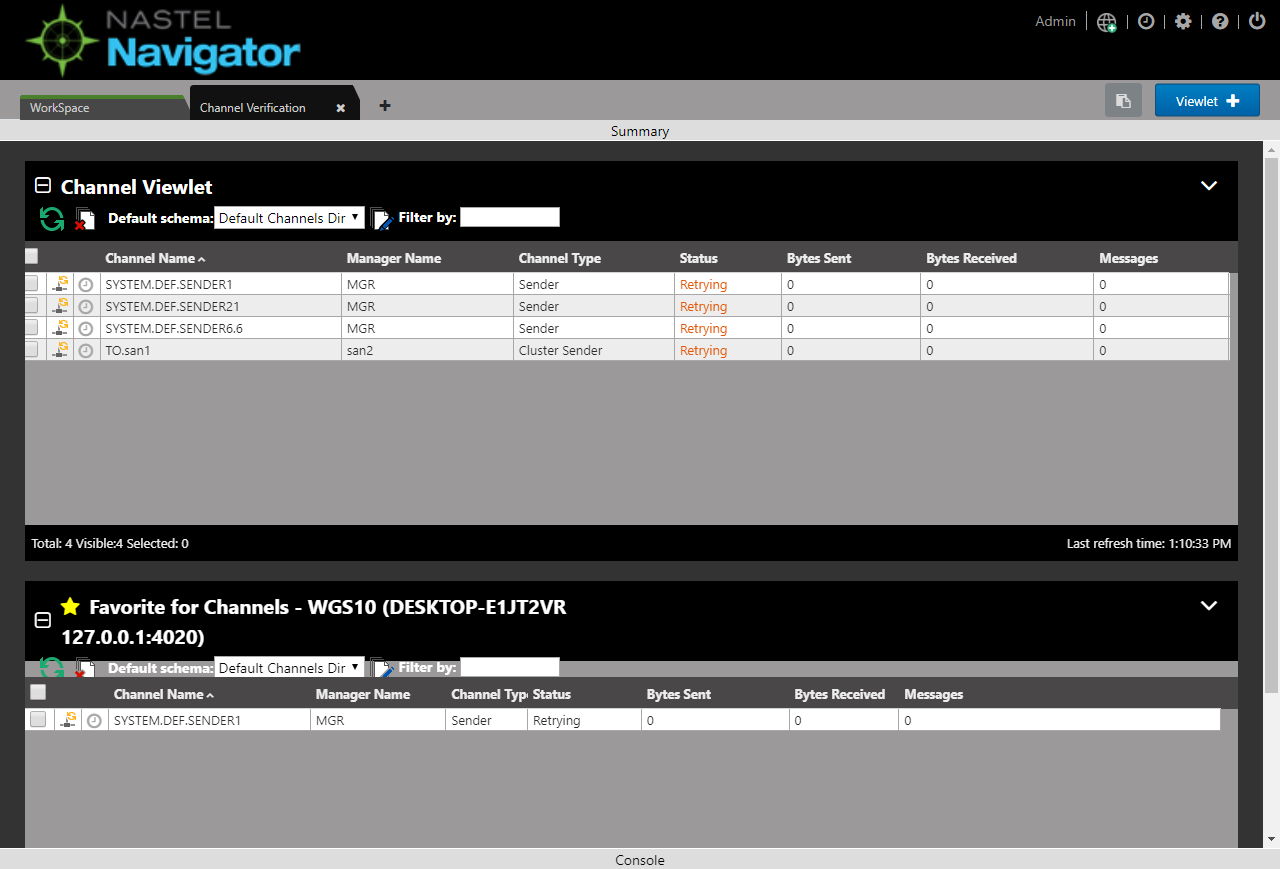 NASTEL
Navigator
Admin
WorkSpace
Channel Verification
Viewlet
Summary
Channel Viewlet
Default schema: Default Channels Dir Filter by:
Channel Name Manager Name Channel Type Status Bytes Sent Bytes Received Messages
SYSTEM.DEF.SENDER1 MGR Sender Retrying 0 0 0
SYSTEM.DEF.SENDER21 MGR Sender Retrying 0 0 0
SYSTEM.DEF.SENDER6.6 MGR Sender Retrying 0 0 0
TO.san1 san2 Cluster Sender Retrying 0 0 0
Total: 4 Visible:4 Selected: 0 Last refresh time: 1:10:33 PM
Favorite for Channels - WGS10 (DESKTOP-E1JT2VR
127.0.0.1:4020)
Default schema: Default Channels Dir Filter by:
Channel Name Manager Name Channel Typ Status Bytes Sent Bytes Received Messages
SYSTEM.DEF.SENDER1 MGR Sender Retrying 0 0 0
Console